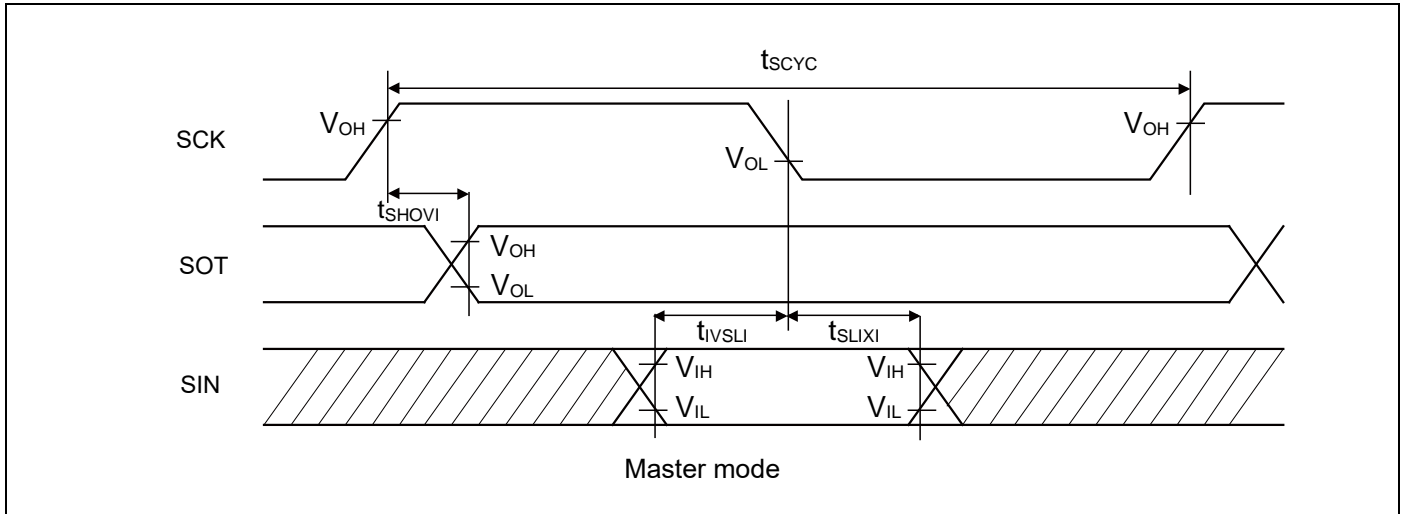 tSCYC
SCK
VOH
VOL
VOH
tSHOVI
SOT
VOH
VOL
tIVSLI
tSLIXI
SIN
VIH
VIH
VIL
VIL
Master mode